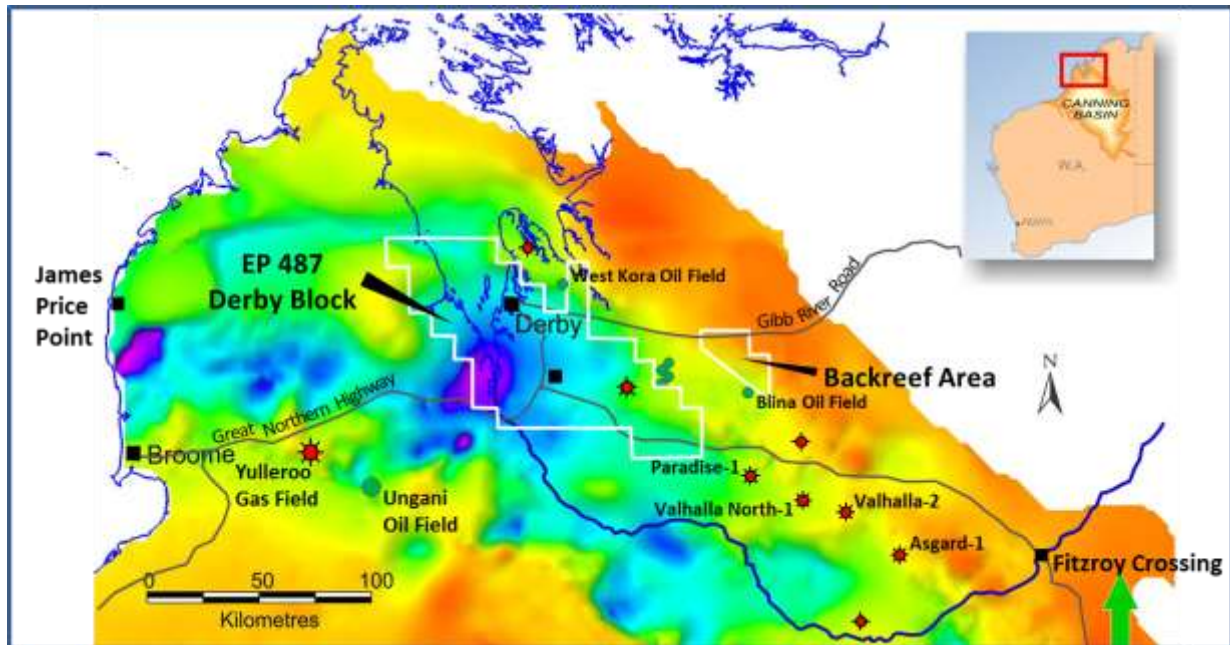 CANNING
BASIN
W.A.
James
Price
Point
EP 487
Derby Block
West Kora Oil Field
Derby
Gibb River Road
Backreef Area
Blina Oil Field
N
Great Northern Highway
Broome
Yulleroo
Gas Field
Ungani
Oil Field
Paradise-1
Valhalla North-1
Valhalla-2
Asgard-1
Fitzroy Crossing
0 50 100
Kilometres